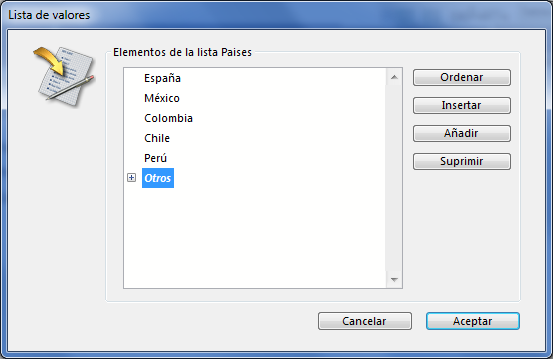 Lista de valores
Elementos de la lista Paises
España
México
Colombia
Chile
Perú
Otros
Ordenar
Insertar
Añadir
Suprimir
Cancelar
Aceptar